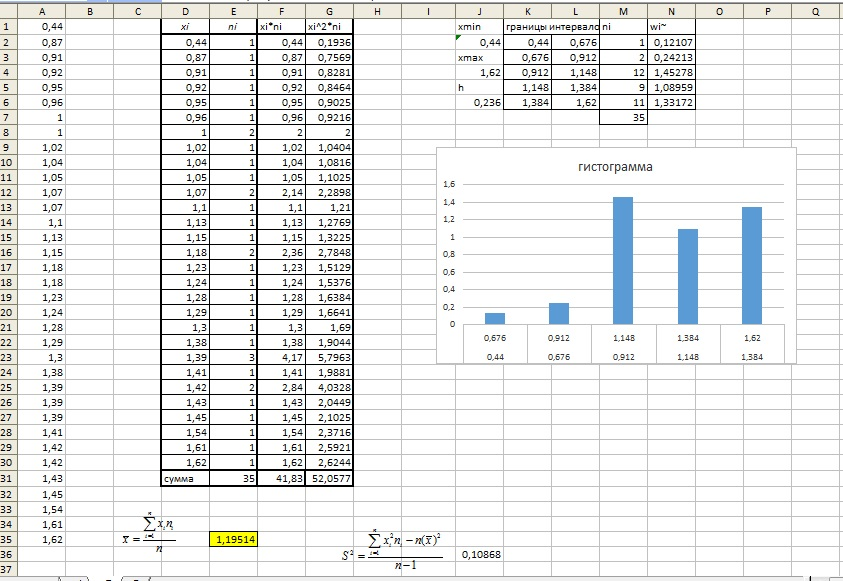 A B C D E F G H I J K L M N O P Q
1 0,44 xi ni xi*ni xi^2*ni xmin границы интервало ni wi~
2 0,87 0,44 1 0,44 0,1936 0,44 0,44 0,676 1 0,12107
3 0,91 0,87 1 0,87 0,7569 xmax 0,676 0,912 2 0,24213
4 0,92 0,91 1 0,91 0,8281 1,62 0,912 1,148 12 1,45278
5 0,95 0,92 1 0,92 0,8464 h 1,148 1,384 9 1,08959
6 0,96 0,95 1 0,95 0,9025 0,236 1,384 1,62 11 1,33172
7 1 0,96 1 0,96 0,9216 35
8 1 1 2 2 2
9 1,02 1,02 1 1,02 1,0404
10 1,04 1,04 1 1,04 1,0816
11 1,05 1,05 1 1,05 1,1025
12 1,07 1,07 2 2,14 2,2898
13 1,07 1,1 1 1,1 1,21
14 1,1 1,13 1 1,13 1,2769
15 1,13 1,15 1 1,15 1,3225
16 1,15 1,18 2 2,36 2,7848
17 1,18 1,23 1 1,23 1,5129
18 1,18 1,24 1 1,24 1,5376
19 1,23 1,28 1 1,28 1,6384
20 1,24 1,29 1 1,29 1,6641
21 1,28 1,3 1 1,3 1,69
22 1,29 1,38 1 1,38 1,9044
23 1,3 1,39 3 4,17 5,7963
24 1,38 1,41 1 1,41 1,9881
25 1,39 1,42 2 2,84 4,0328
26 1,39 1,43 1 1,43 2,0449
27 1,39 1,45 1 1,45 2,1025
28 1,41 1,54 1 1,54 2,3716
29 1,42 1,61 1 1,61 2,5921
30 1,42 1,62 1 1,62 2,6244
31 1,43 сумма 35 41,83 52,0577
32 1,45
33 1,54
34 1,61
35 1,62 x̄ = ∑ⁿᵢ₌₁ xᵢnᵢ / n 1,19514
36 S² = (∑ⁿᵢ₌₁ xᵢ²nᵢ − n(x̄)²) / (n−1) 0,10868
37
гистограмма
1,6
1,4
1,2
1
0,8
0,6
0,4
0,2
0
0,676 0,912 1,148 1,384 1,62
0,44 0,676 0,912 1,148 1,384